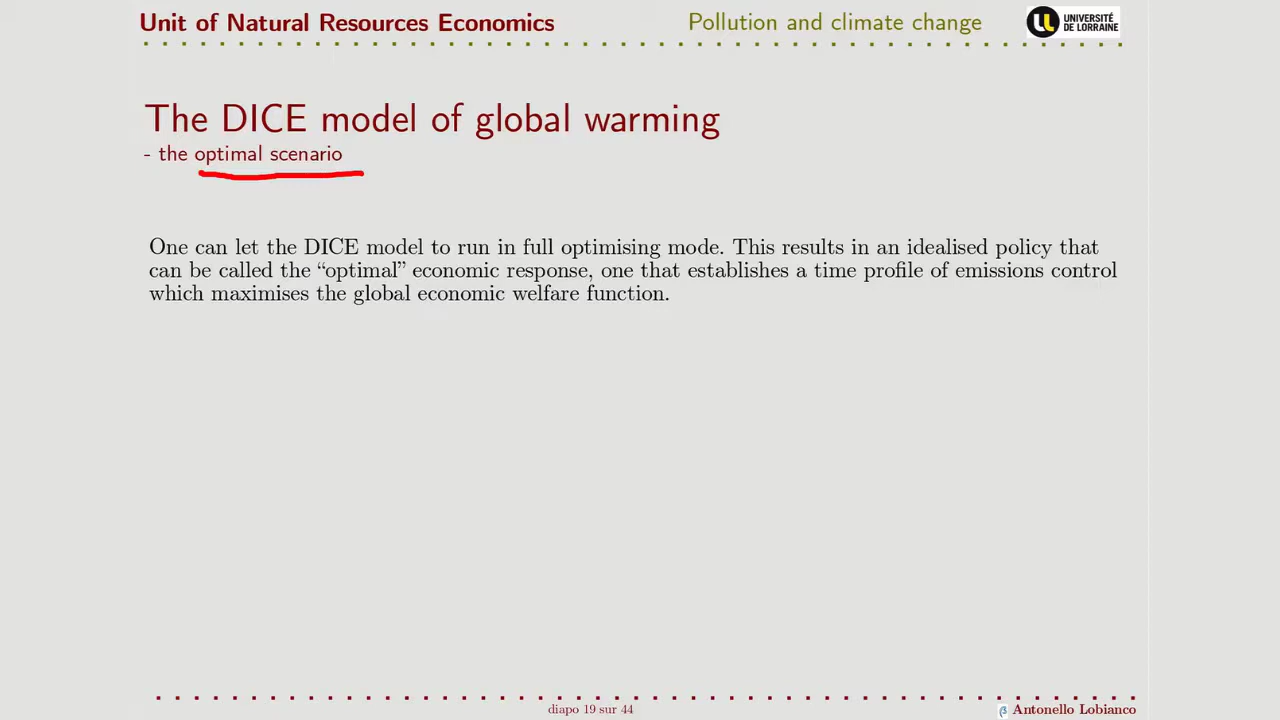 Unit of Natural Resources Economics
Pollution and climate change
UL UNIVERSITÉ
DE LORRAINE
The DICE model of global warming
- the optimal scenario
One can let the DICE model to run in full optimising mode. This results in an idealised policy that
can be called the “optimal” economic response, one that establishes a time profile of emissions control
which maximises the global economic welfare function.
diapo 19 sur 44
β Antonello Lobianco